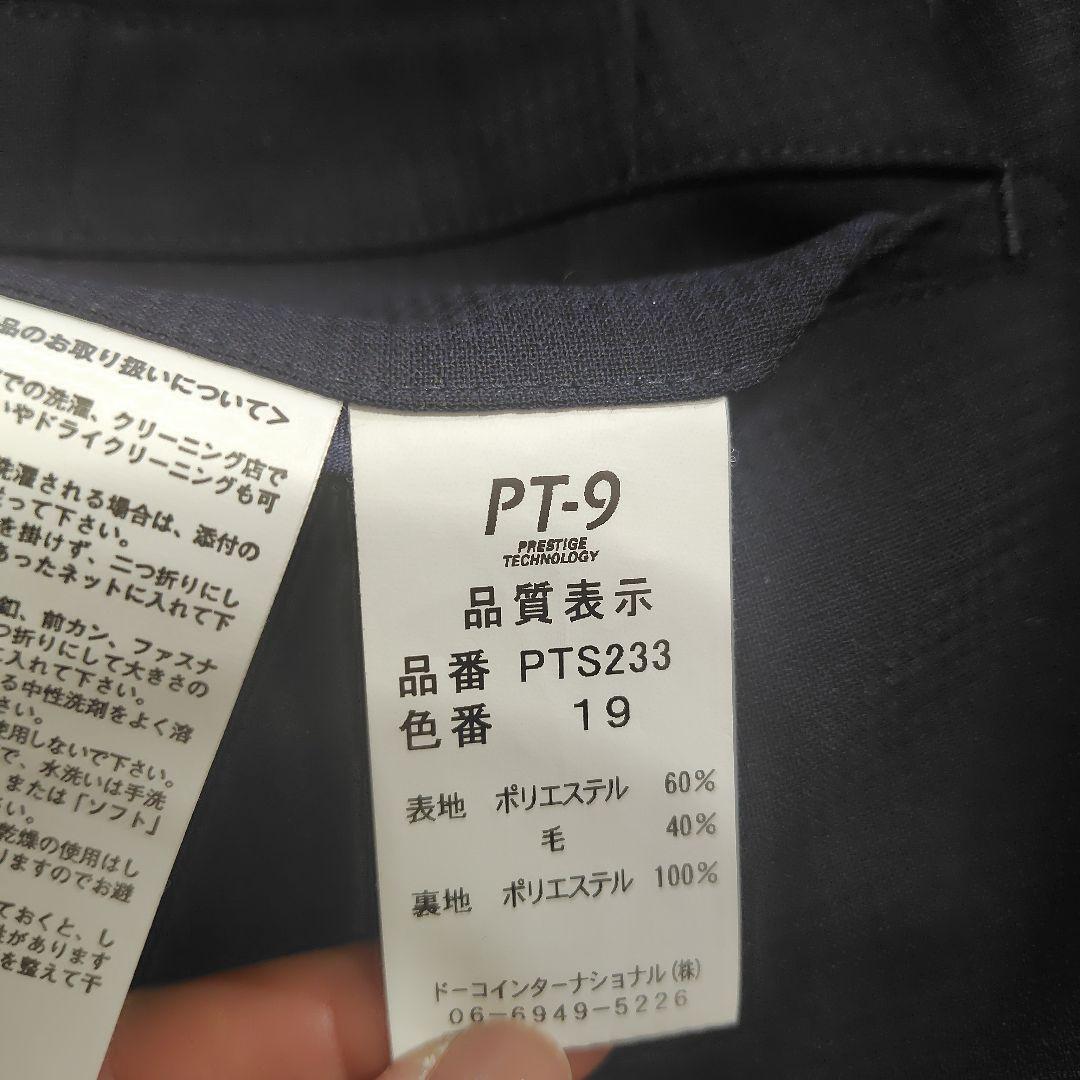 品のお取り扱いについて>
での洗濯、クリーニング店で
いやドライクリーニングも可
洗濯される場合は、添付の
従って下さい。
を掛けず、二つ折りにし
あったネットに入れて下
釦、前カン、ファスナ
つ折りにして大きさの
に入れて下さい。
る中性洗剤をよく溶
さい。
使用しないで下さい。
で、水洗いは手洗
または「ソフト」
さい。
乾燥の使用はし
りますのでお避
ておくと、し
性があります
を整えて干
PT-9
PRESTIGE
TECHNOLOGY
品質表示
品番 PTS233
色番 19
表地 ポリエステル 60%
毛 40%
裏地 ポリエステル 100%
ドーコインターナショナル(株)
06-6949-5226